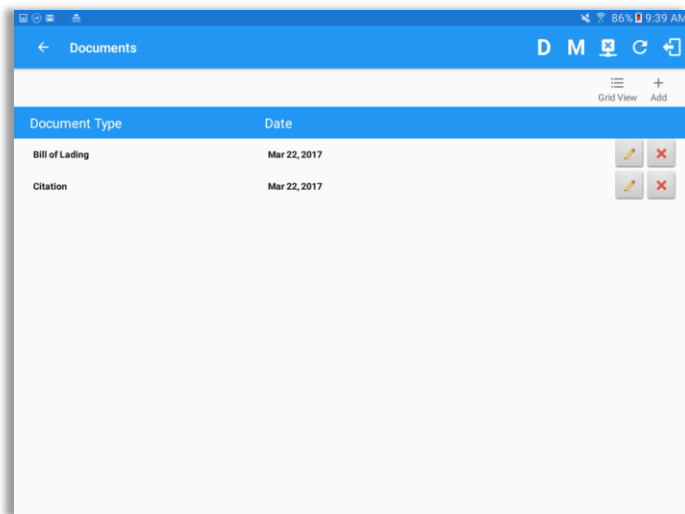 86% 9:39 AM
Documents D M
Grid View Add
Document Type Date
Bill of Lading Mar 22, 2017
Citation Mar 22, 2017